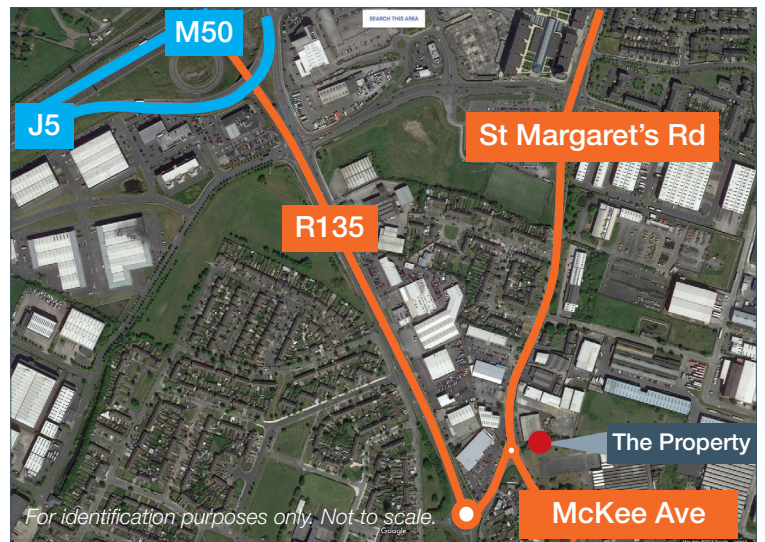 SEARCH THIS AREA
M50
J5
St Margaret's Rd
R135
The Property
McKee Ave
For identification purposes only. Not to scale.
Google